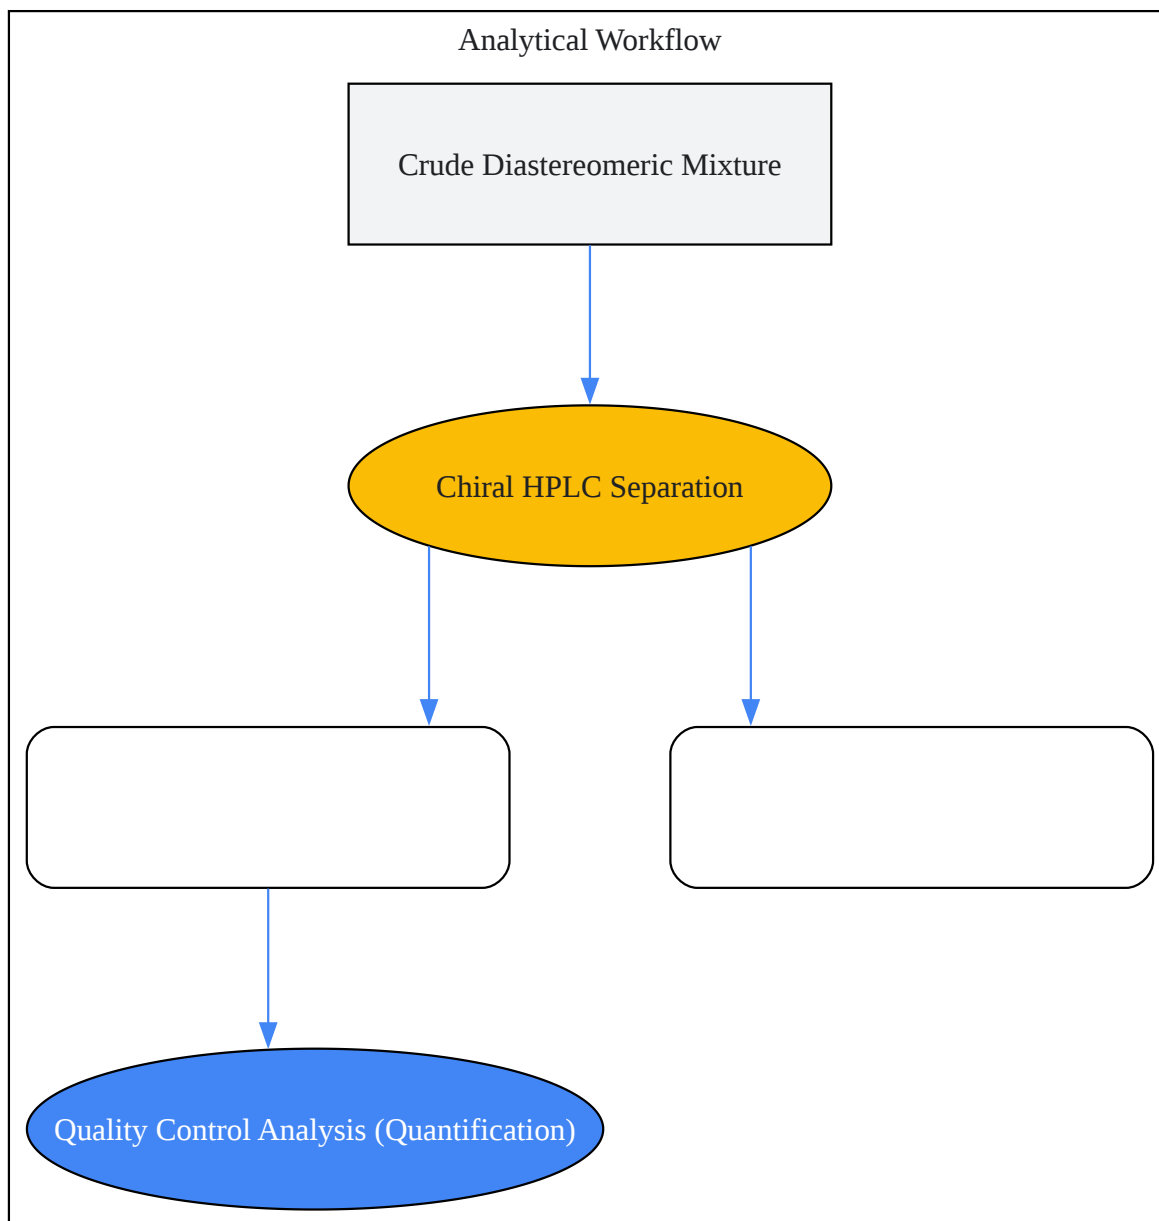 Analytical Workflow
Crude Diastereomeric Mixture
Chiral HPLC Separation
Quality Control Analysis (Quantification)